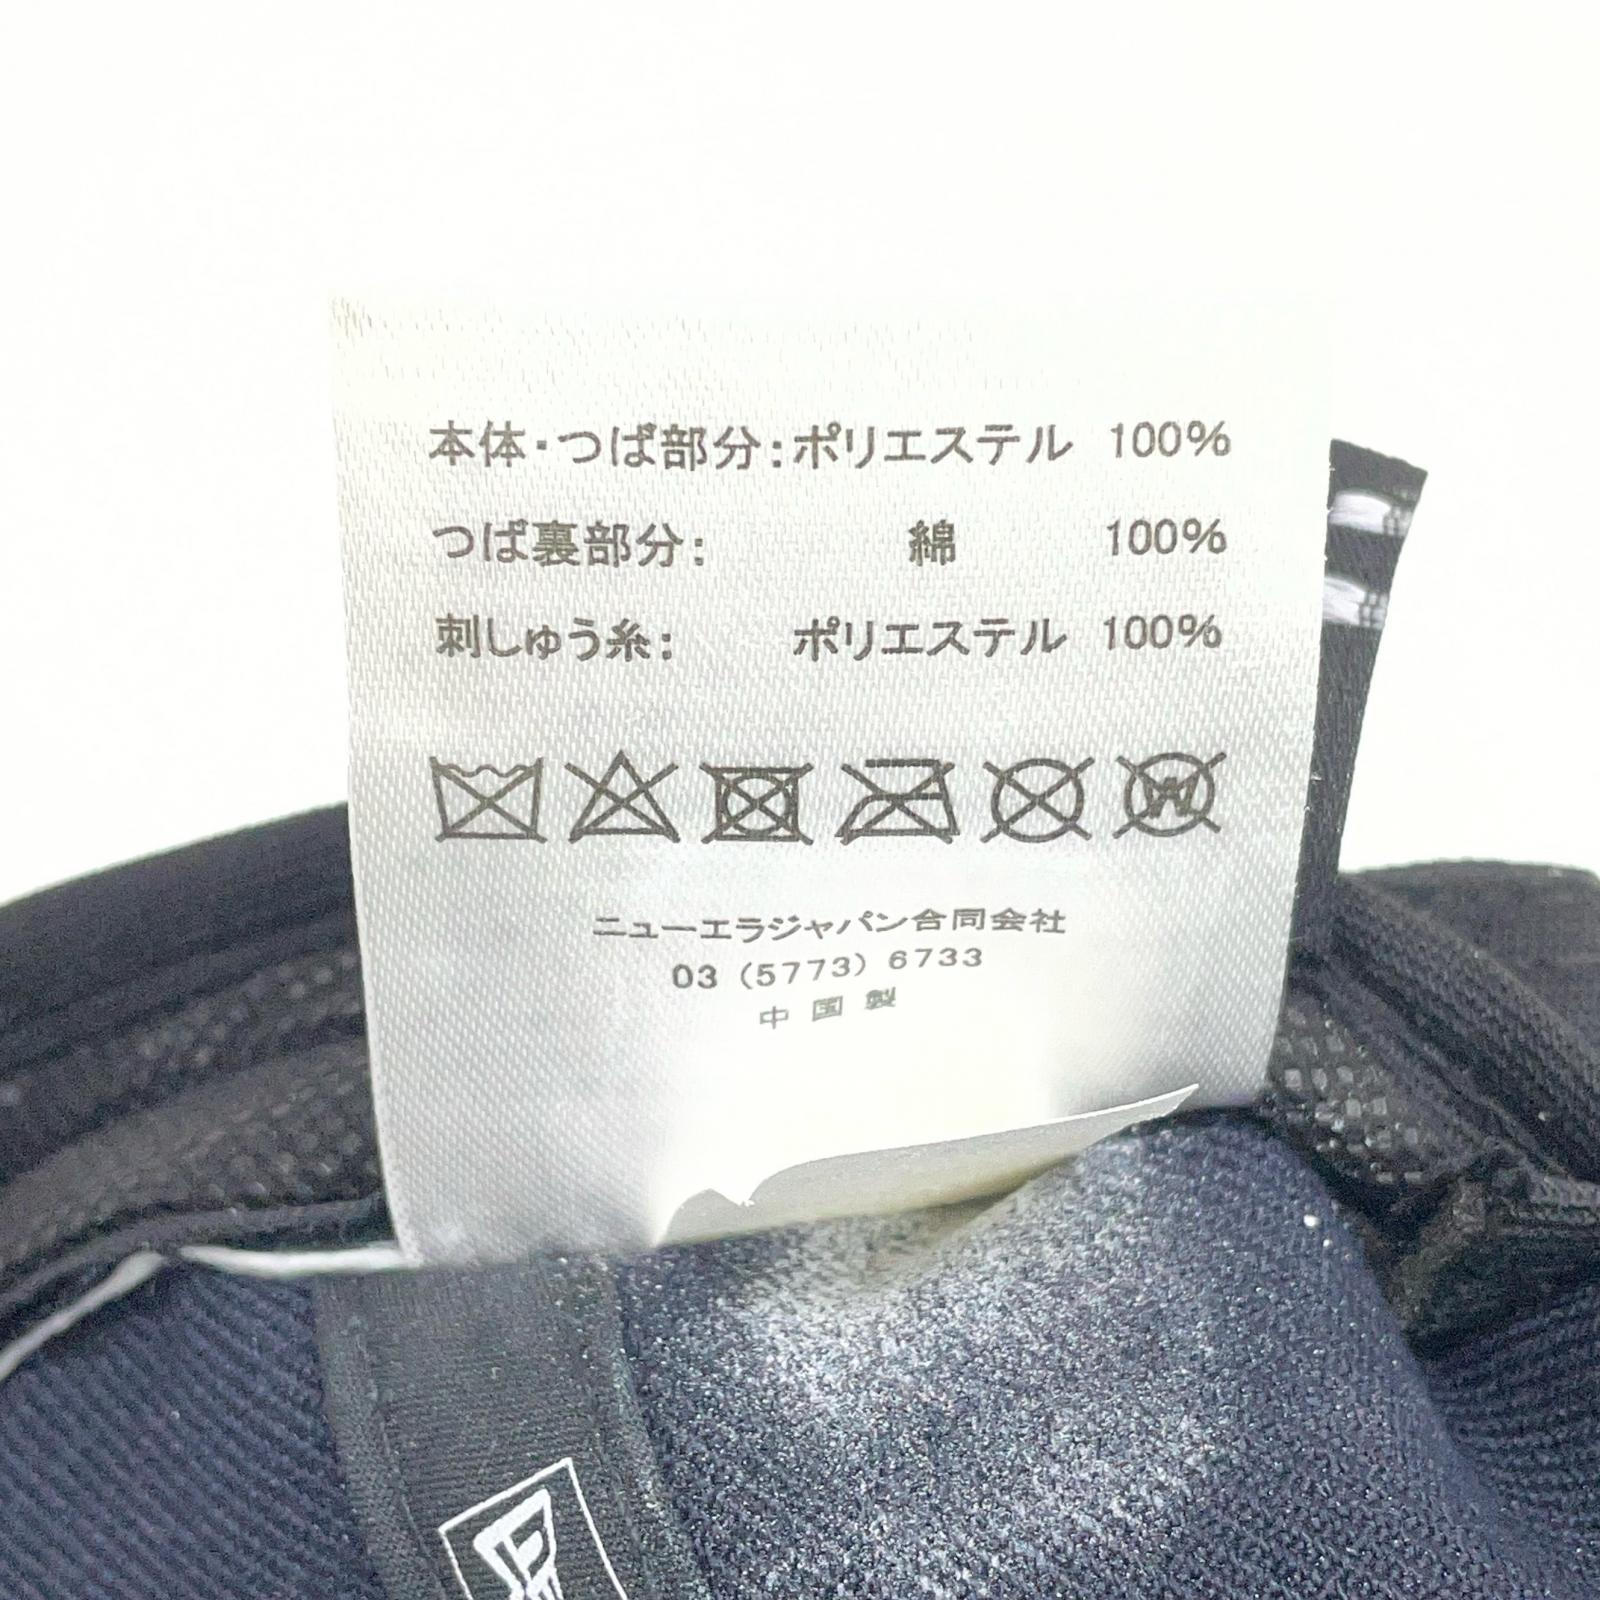 本体・つば部分：ポリエステル 100%
つば裏部分： 綿 100%
刺しゅう糸： ポリエステル 100%
W
ニューエラジャパン合同会社
03 (5773) 6733
中国製